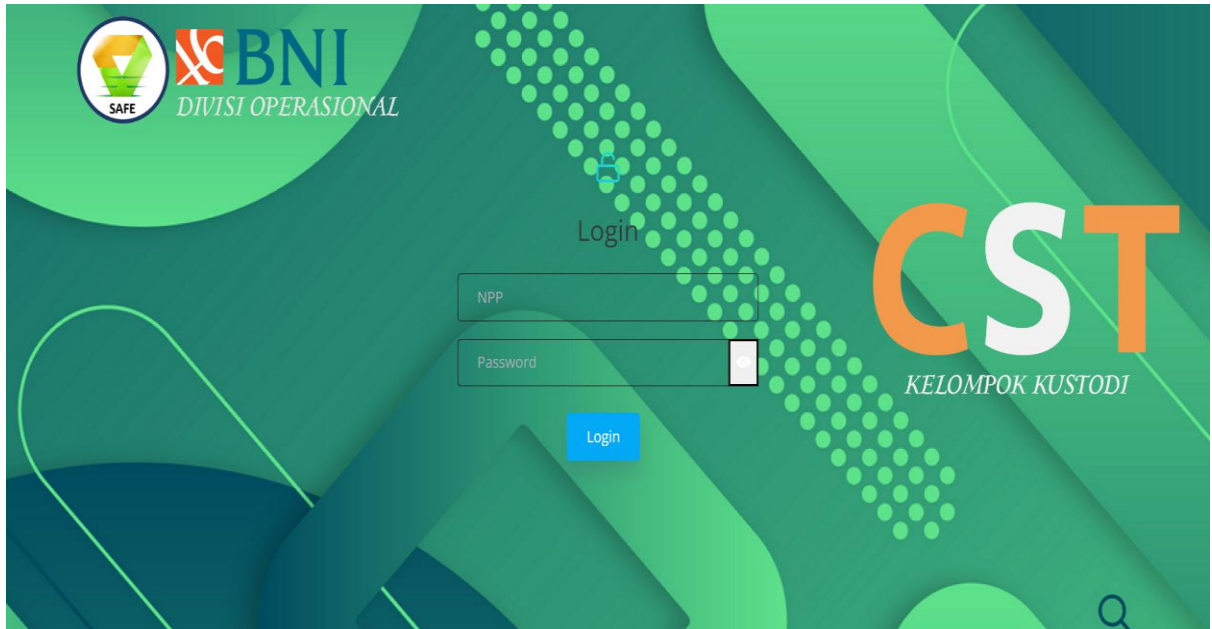 SAFE
BNI
DIVISI OPERASIONAL
Login
NPP
Password
Login
CST
KELOMPOK KUSTODI